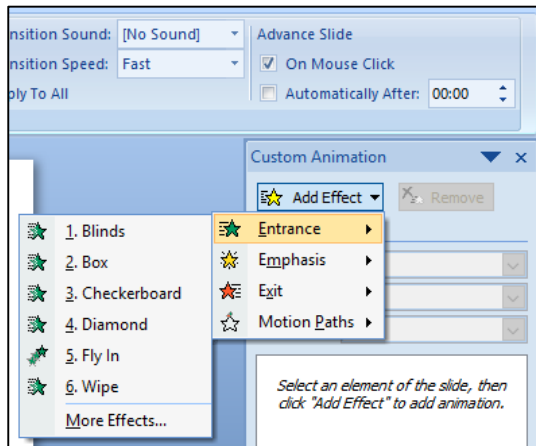 nsition Sound: [No Sound]
nsition Speed: Fast
ply To All
Advance Slide
On Mouse Click
Automatically After: 00:00
Custom Animation
Add Effect
Remove
Entrance
Emphasis
Exit
Motion Paths
1. Blinds
2. Box
3. Checkerboard
4. Diamond
5. Fly In
6. Wipe
More Effects...
Select an element of the slide, then
click "Add Effect" to add animation.